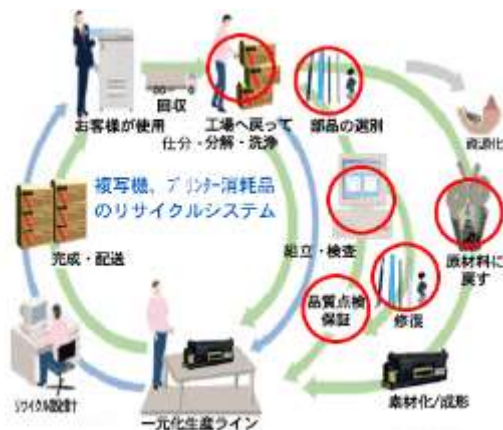 お客様が使用
回収
工場へ戻って
仕分・分解・洗浄
部品の選別
資源化
複写機、プリンター消耗品
のリサイクルシステム
完成・配送
組立・検査
原材料に
戻す
品質点検
保証
修復
リサイクル設計
一元化生産ライン
素材化/成形